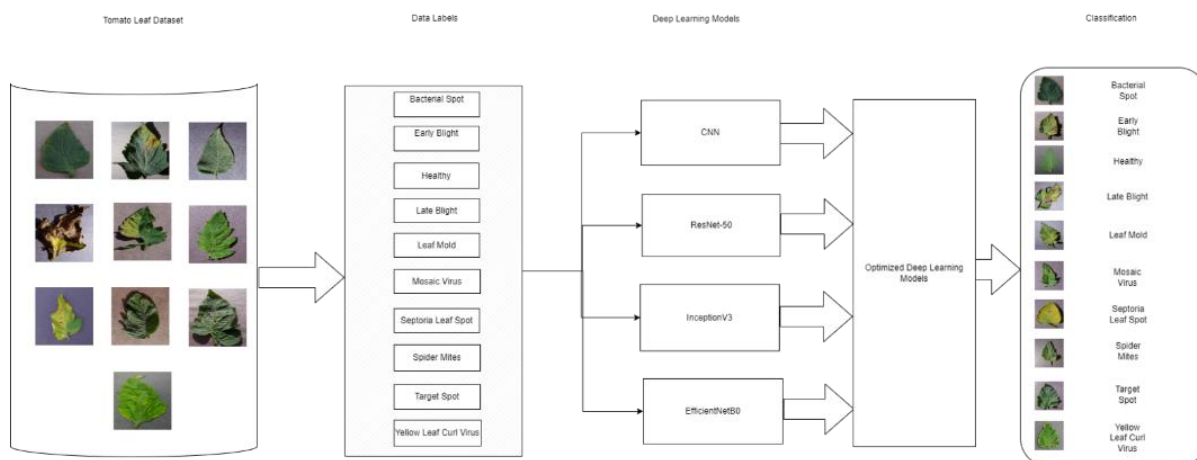 Tomato Leaf Dataset
Data Labels
Deep Learning Models
Classification
Bacterial Spot
Early Blight
Healthy
Late Blight
Leaf Mold
Mosaic Virus
Septoria Leaf Spot
Spider Mites
Target Spot
Yellow Leaf Curl Virus
CNN
ResNet-50
InceptionV3
EfficientNetB0
Optimized Deep Learning
Models
Bacterial
Spot
Early
Blight
Healthy
Late Blight
Leaf Mold
Mosaic
Virus
Septoria
Leaf Spot
Spider
Mites
Target
Spot
Yellow
Leaf Curl
Virus